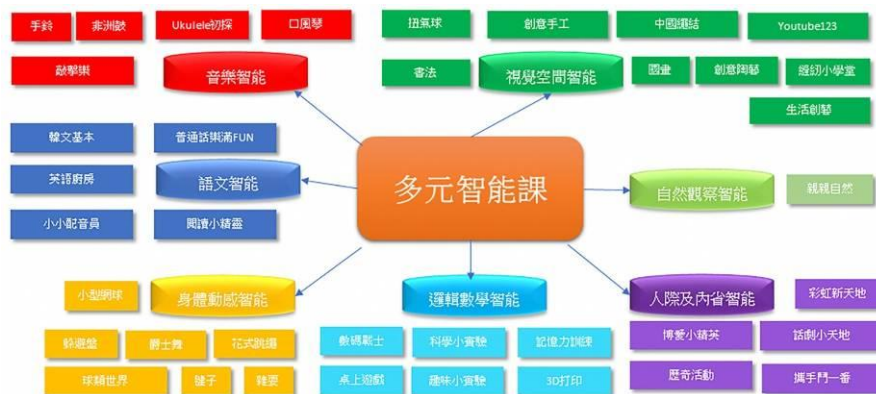 手鈴
非洲鼓
Ukulele初探
口風琴
敲擊樂
音樂智能
扭氣球
創意手工
中國繩結
Youtube123
書法
視覺空間智能
國畫
創意陶藝
縫紉小學堂
生活創藝
韓文基本
普通話樂滿FUN
英語廚房
語文智能
小小配音員
閱讀小精靈
多元智能課
自然觀察智能
親親自然
小型網球
身體動感智能
躲避盤
爵士舞
花式跳繩
球類世界
毽子
雜耍
邏輯數學智能
數碼戰士
科學小實驗
記憶力訓練
桌上遊戲
趣味小實驗
3D打印
人際及內省智能
彩虹新天地
博愛小精英
話劇小天地
歷奇活動
攜手鬥一番